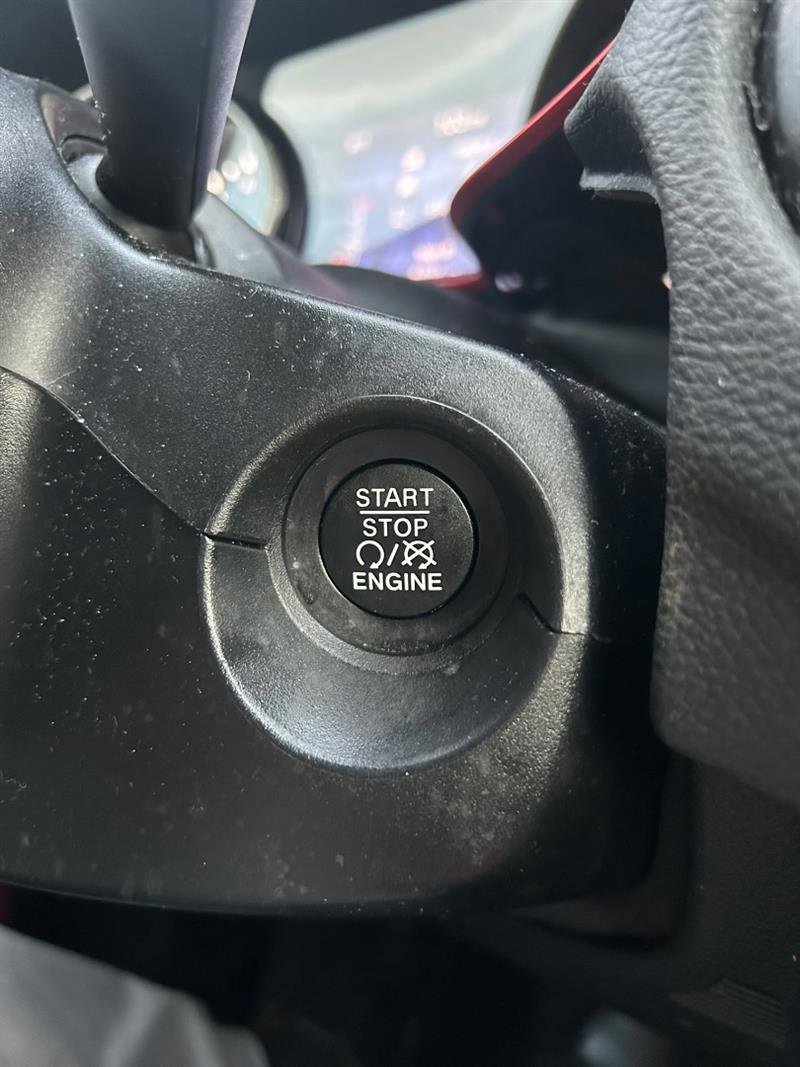 START
STOP
/
ENGINE